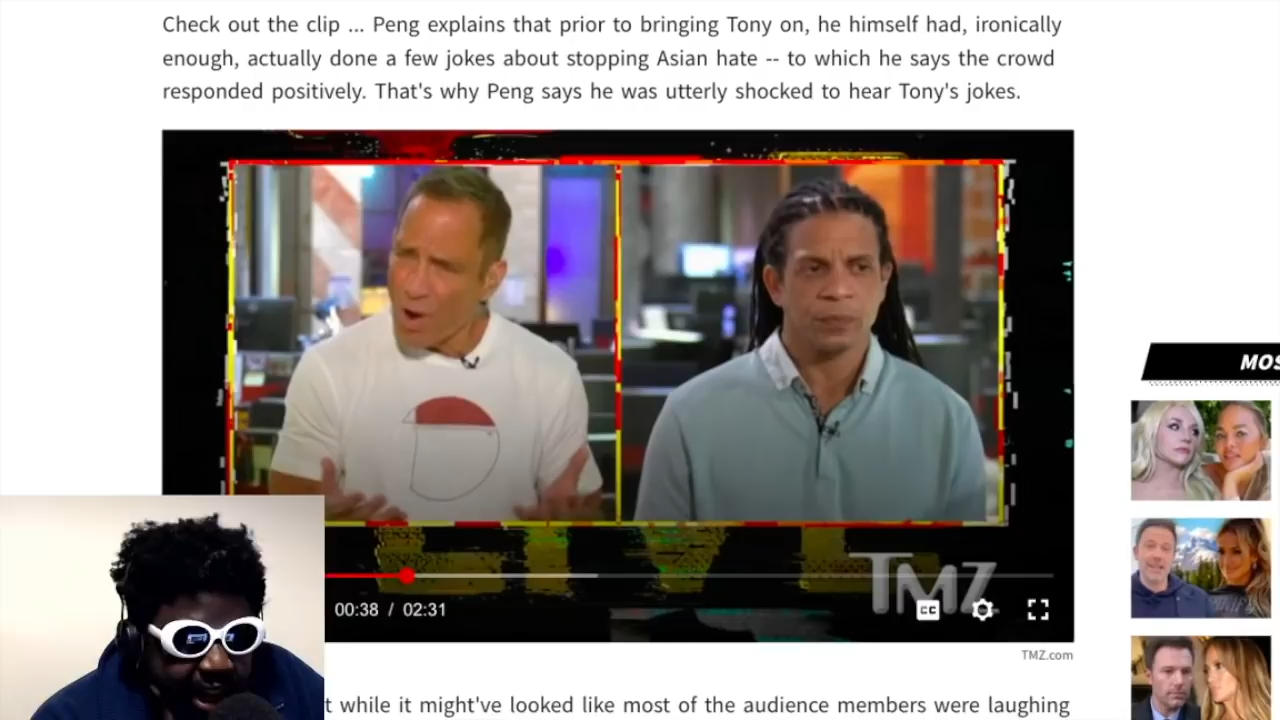 Check out the clip ... Peng explains that prior to bringing Tony on, he himself had, ironically
enough, actually done a few jokes about stopping Asian hate -- to which he says the crowd
responded positively. That's why Peng says he was utterly shocked to hear Tony's jokes.
MOS
TMZ
00:38 / 02:31
CC
TMZ.com
t while it might've looked like most of the audience members were laughing